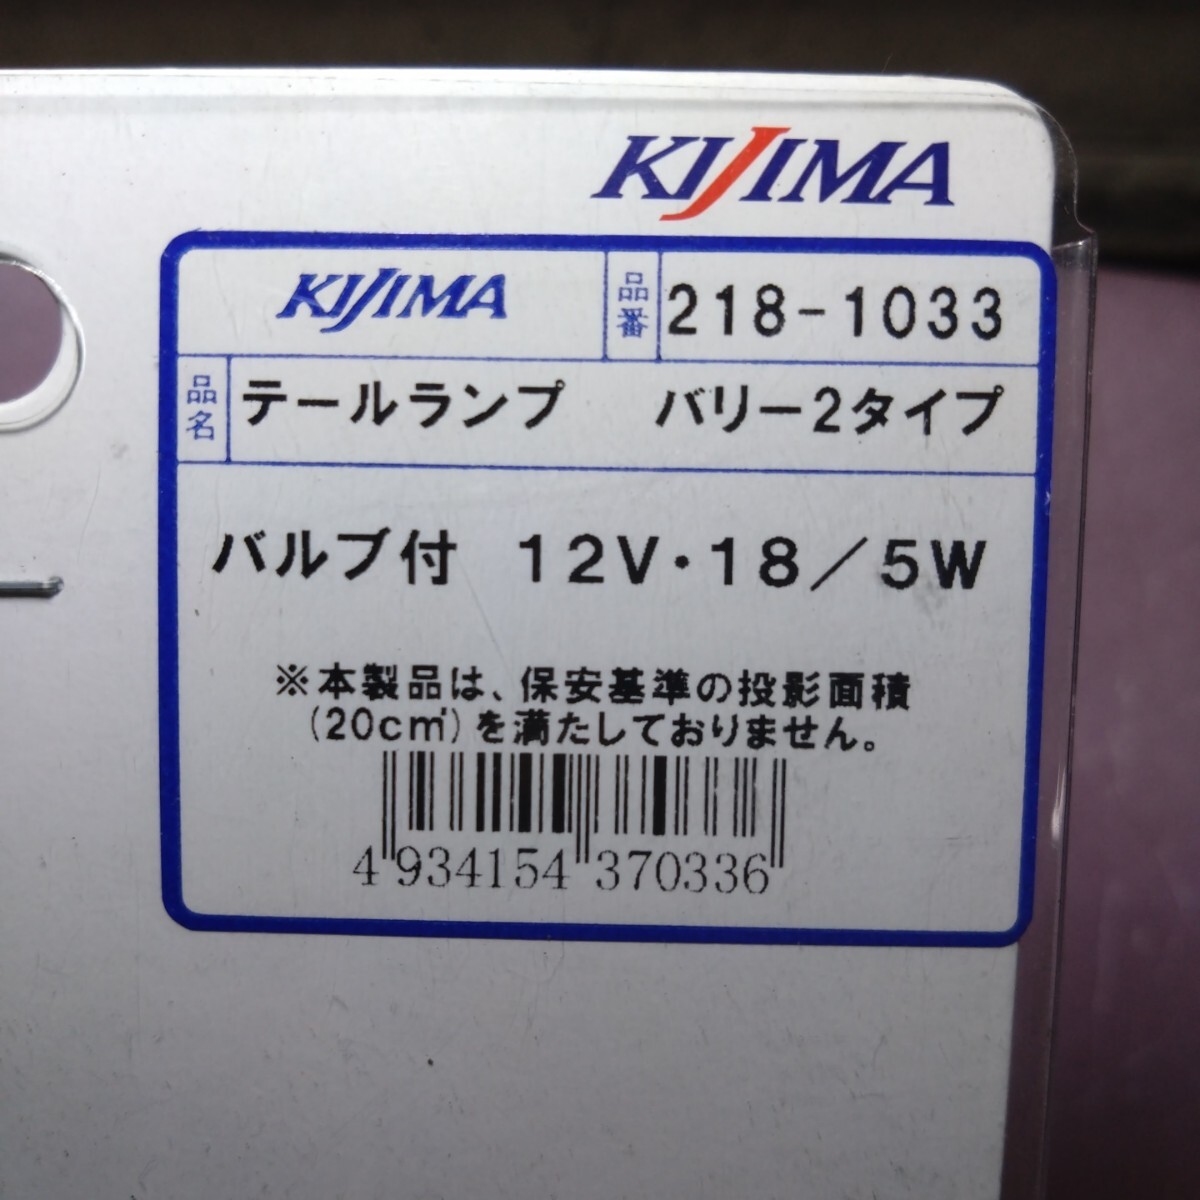 KIJIMA
KIJIMA
品番
218-1033
品名
テールランプ　バリー2タイプ
バルブ付　12V・18／5W
※本製品は、保安基準の投影面積
(20c㎡)を満たしておりません。
4 934154 370336